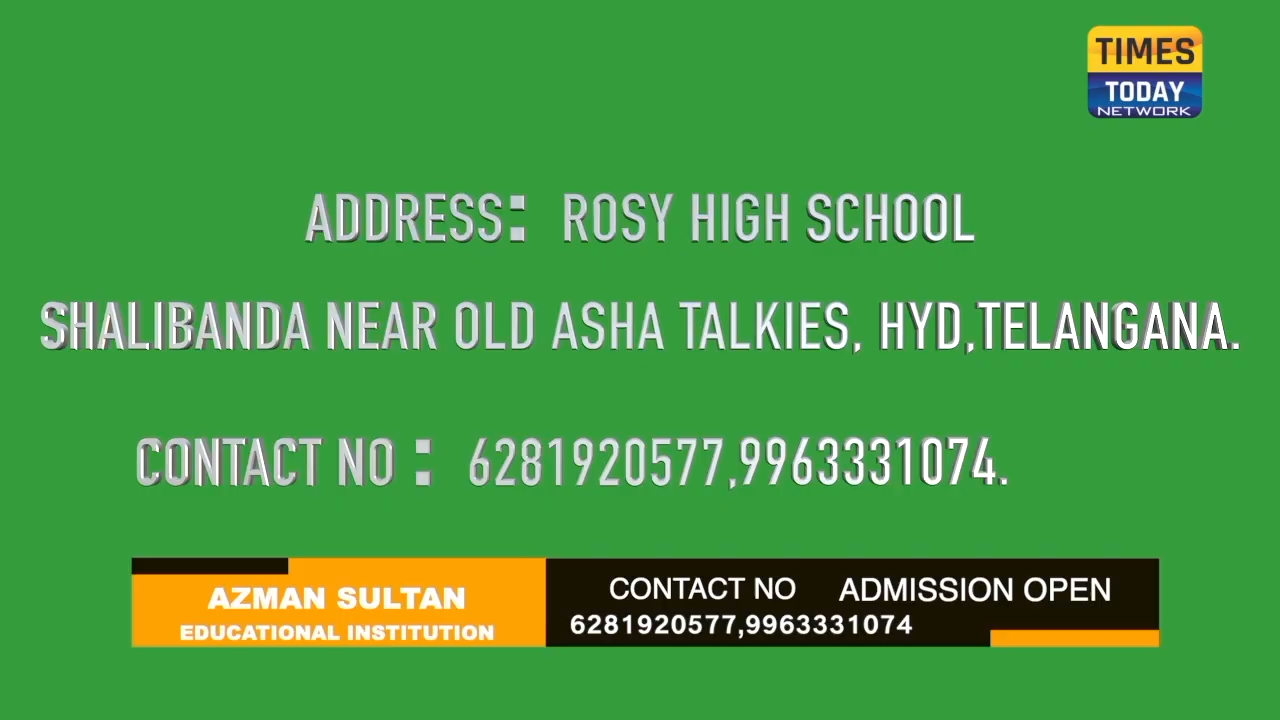 TIMES
TODAY
NETWORK
ADDRESS: ROSY HIGH SCHOOL
SHALIBANDA NEAR OLD ASHA TALKIES, HYD,TELANGANA.
CONTACT NO : 6281920577,9963331074.
AZMAN SULTAN
EDUCATIONAL INSTITUTION
CONTACT NO ADMISSION OPEN
6281920577,9963331074